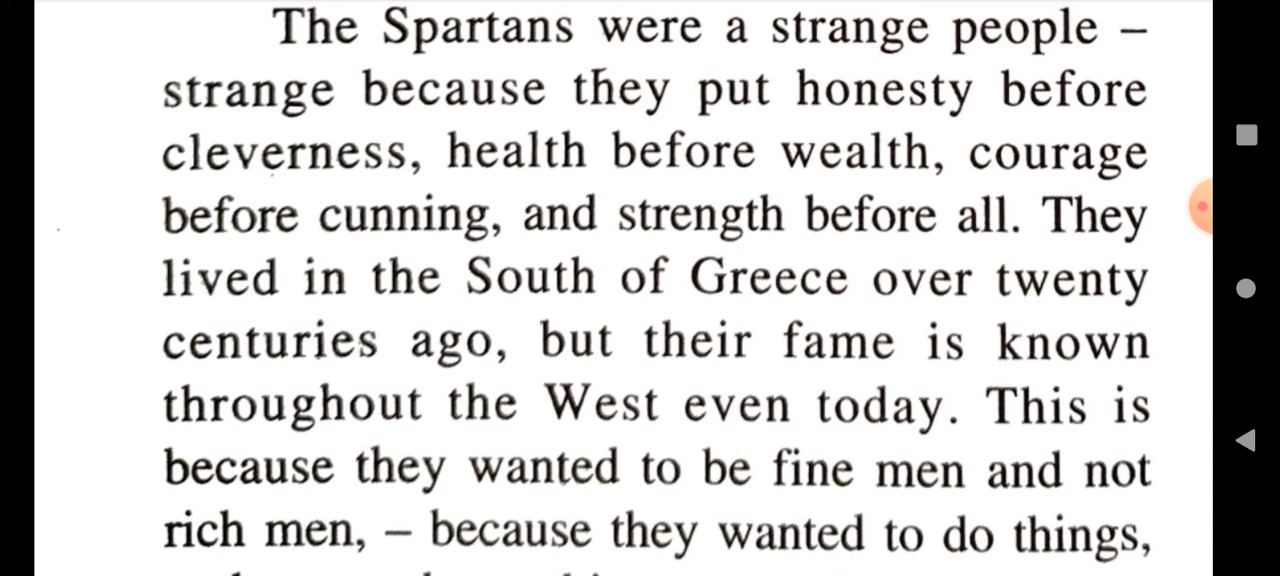 The Spartans were a strange people –
strange because they put honesty before
cleverness, health before wealth, courage
before cunning, and strength before all. They
lived in the South of Greece over twenty
centuries ago, but their fame is known
throughout the West even today. This is
because they wanted to be fine men and not
rich men, – because they wanted to do things,